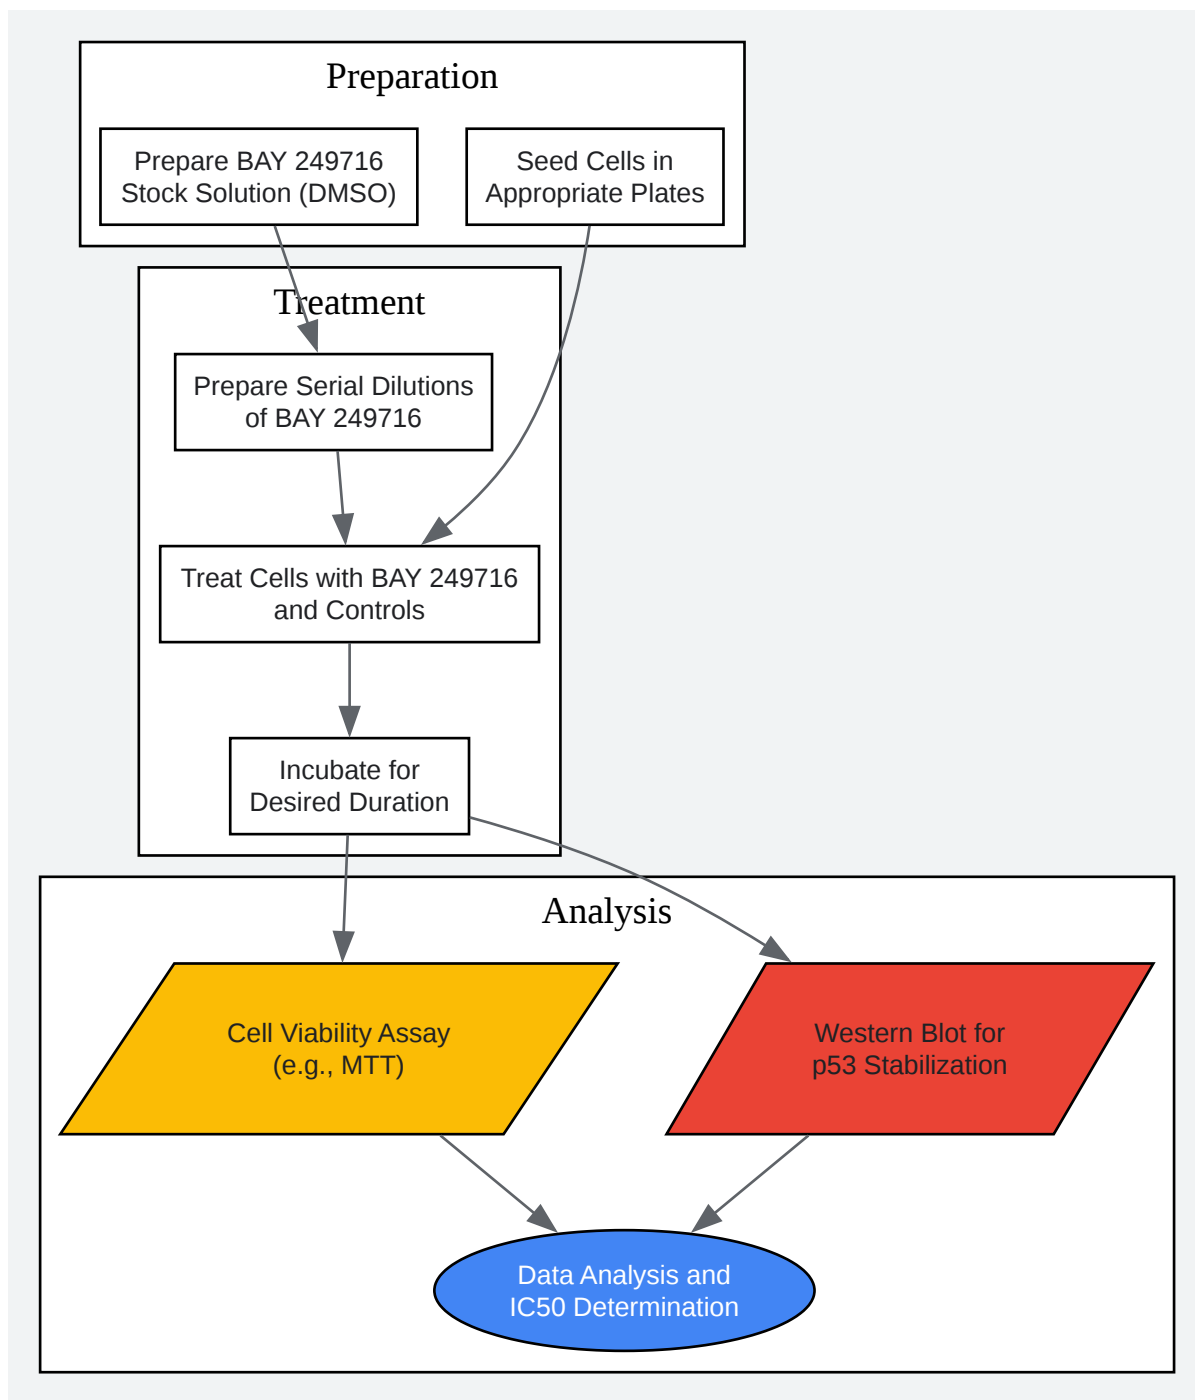 Preparation
Prepare BAY 249716
Stock Solution (DMSO)
Seed Cells in
Appropriate Plates
Treatment
Prepare Serial Dilutions
of BAY 249716
Treat Cells with BAY 249716
and Controls
Incubate for
Desired Duration
Analysis
Cell Viability Assay
(e.g., MTT)
Western Blot for
p53 Stabilization
Data Analysis and
IC50 Determination